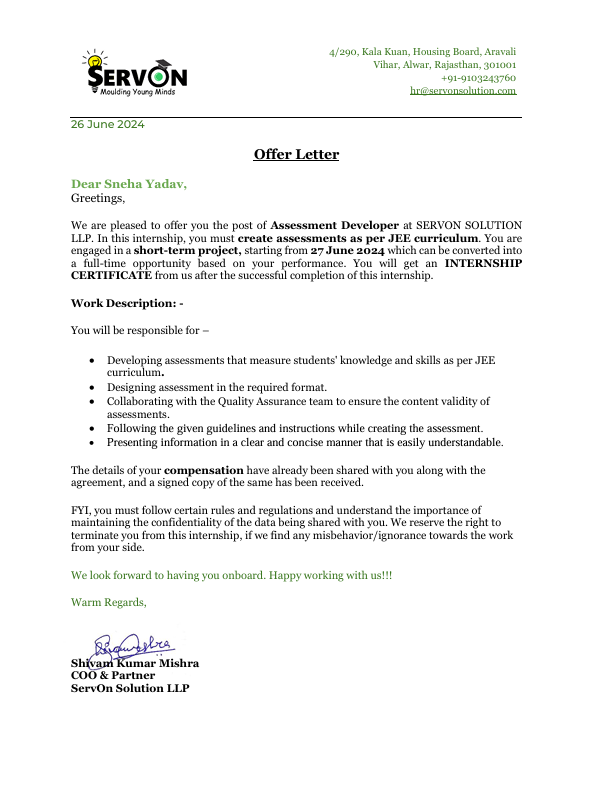 SERVON
Moulding Young Minds
4/290, Kala Kuan, Housing Board, Aravali
Vihar, Alwar, Rajasthan, 301001
+91-9103243760
hr@servonsolution.com
26 June 2024
Offer Letter
Dear Sneha Yadav,
Greetings,
We are pleased to offer you the post of Assessment Developer at SERVON SOLUTION
LLP. In this internship, you must create assessments as per JEE curriculum. You are
engaged in a short-term project, starting from 27 June 2024 which can be converted into
a full-time opportunity based on your performance. You will get an INTERNSHIP
CERTIFICATE from us after the successful completion of this internship.
Work Description: -
You will be responsible for –
• Developing assessments that measure students' knowledge and skills as per JEE
curriculum.
• Designing assessment in the required format.
• Collaborating with the Quality Assurance team to ensure the content validity of
assessments.
• Following the given guidelines and instructions while creating the assessment.
• Presenting information in a clear and concise manner that is easily understandable.
The details of your compensation have already been shared with you along with the
agreement, and a signed copy of the same has been received.
FYI, you must follow certain rules and regulations and understand the importance of
maintaining the confidentiality of the data being shared with you. We reserve the right to
terminate you from this internship, if we find any misbehavior/ignorance towards the work
from your side.
We look forward to having you onboard. Happy working with us!!!
Warm Regards,
Shivam Kumar Mishra
COO & Partner
ServOn Solution LLP